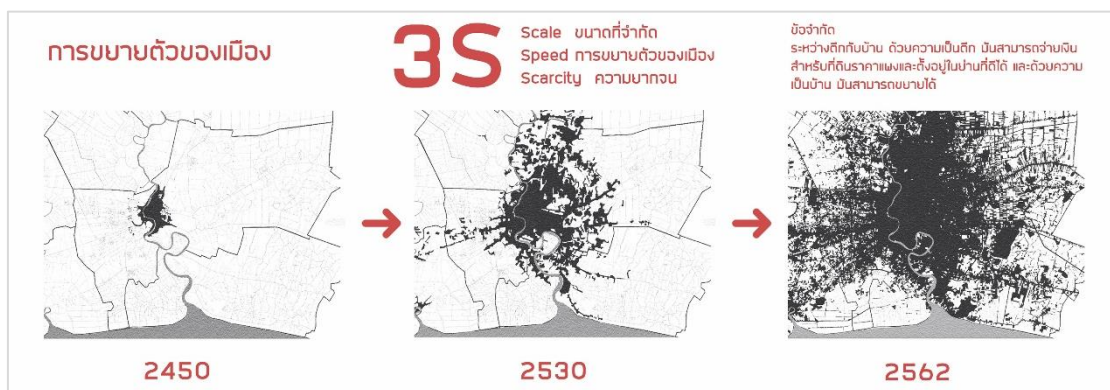 การขยายตัวของเมือง
3S
Scale ขนาดที่จำกัด
Speed การขยายตัวของเมือง
Scarcity ความยากจน
ข้อจำกัด
ระหว่างตึกกับบ้าน ด้วยความเป็นตึก มันสามารถจ่ายเงิน
สำหรับที่ดินราคาแพงและตั้งอยู่ในย่านที่ดีได้ และด้วยความ
เป็นบ้าน มันสามารถขยายได้
2450
2530
2562